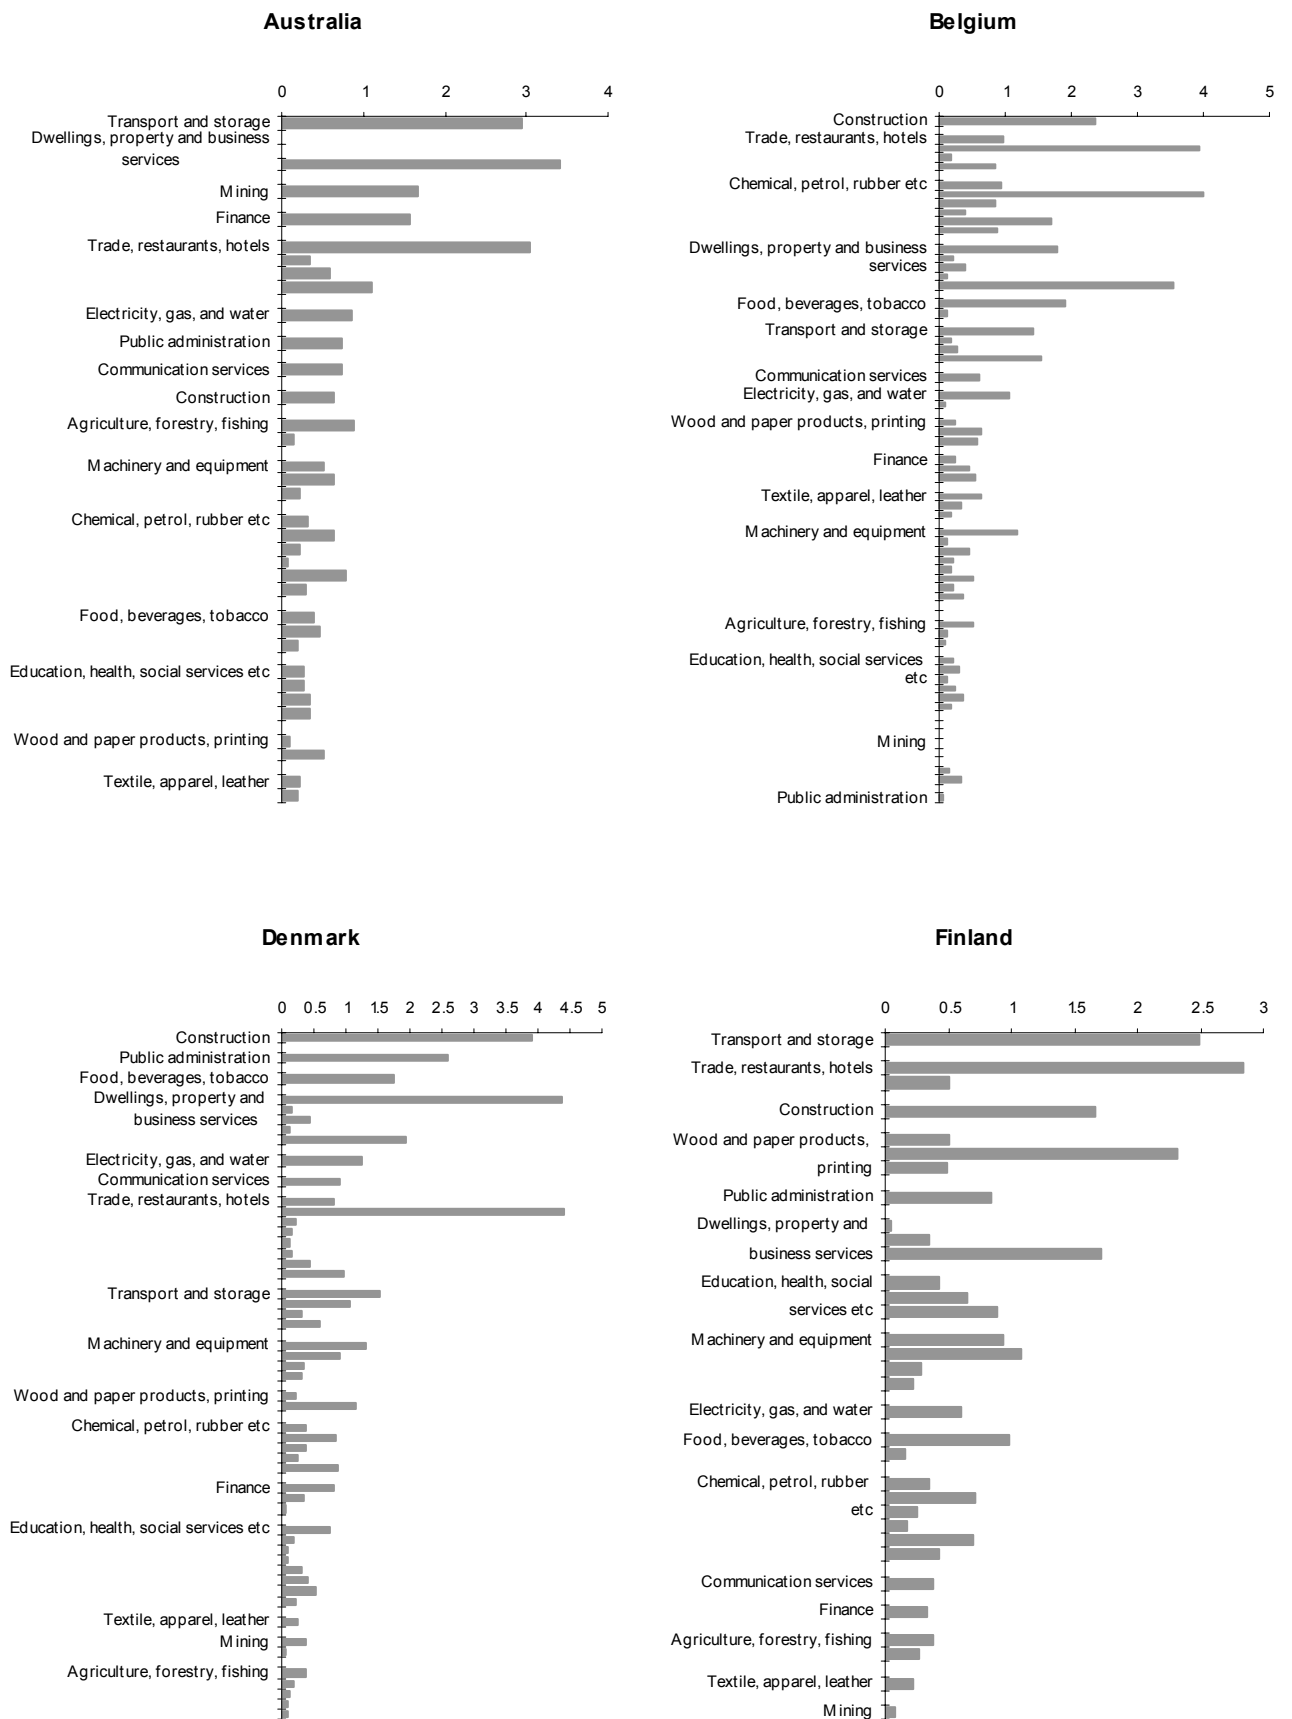 Australia
0 1 2 3 4
Transport and storage
Dwellings, property and business
services
Mining
Finance
Trade, restaurants, hotels
Electricity, gas, and water
Public administration
Communication services
Construction
Agriculture, forestry, fishing
Machinery and equipment
Chemical, petrol, rubber etc
Food, beverages, tobacco
Education, health, social services etc
Wood and paper products, printing
Textile, apparel, leather
Belgium
0 1 2 3 4 5
Construction
Trade, restaurants, hotels
Chemical, petrol, rubber etc
Dwellings, property and business
services
Food, beverages, tobacco
Transport and storage
Communication services
Electricity, gas, and water
Wood and paper products, printing
Finance
Textile, apparel, leather
Machinery and equipment
Agriculture, forestry, fishing
Education, health, social services
etc
Mining
Public administration
Denmark
0 0.5 1 1.5 2 2.5 3 3.5 4 4.5 5
Construction
Public administration
Food, beverages, tobacco
Dwellings, property and
business services
Electricity, gas, and water
Communication services
Trade, restaurants, hotels
Transport and storage
Machinery and equipment
Wood and paper products, printing
Chemical, petrol, rubber etc
Finance
Education, health, social services etc
Textile, apparel, leather
Mining
Agriculture, forestry, fishing
Finland
0 0.5 1 1.5 2 2.5 3
Transport and storage
Trade, restaurants, hotels
Construction
Wood and paper products,
printing
Public administration
Dwellings, property and
business services
Education, health, social
services etc
Machinery and equipment
Electricity, gas, and water
Food, beverages, tobacco
Chemical, petrol, rubber
etc
Communication services
Finance
Agriculture, forestry, fishing
Textile, apparel, leather
Mining